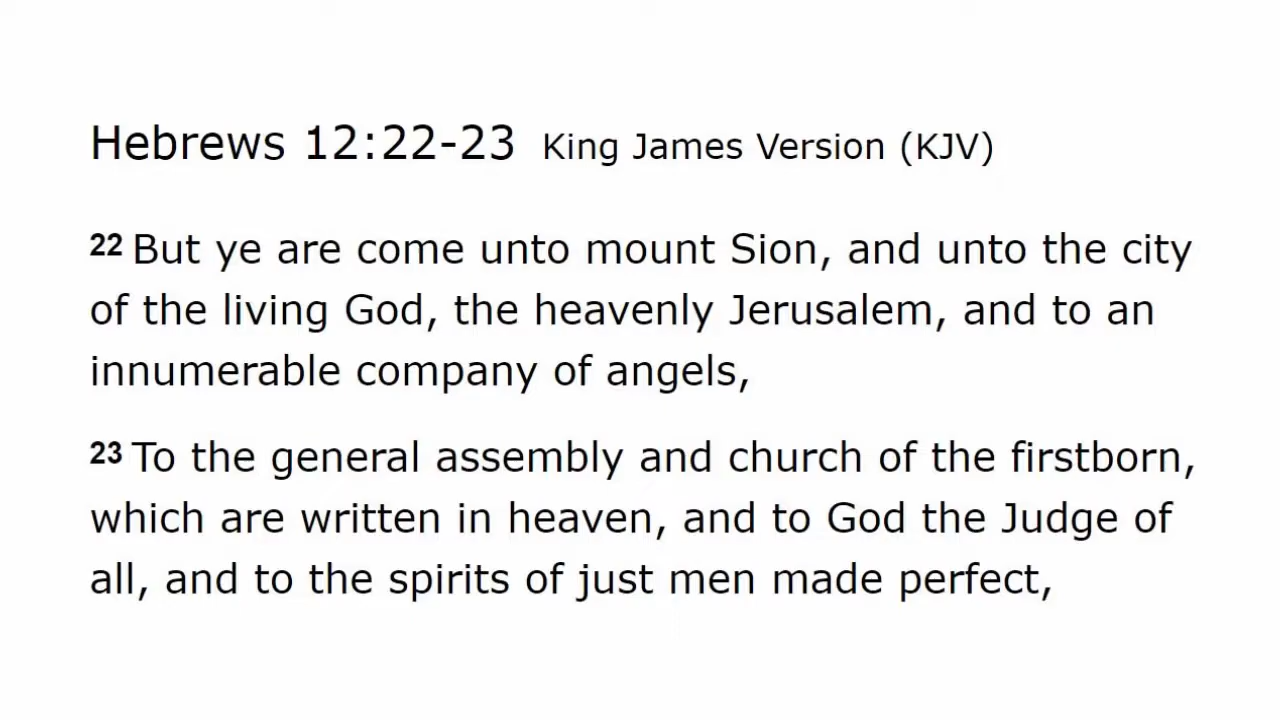 Hebrews 12:22-23 King James Version (KJV)
22 But ye are come unto mount Sion, and unto the city
of the living God, the heavenly Jerusalem, and to an
innumerable company of angels,
23 To the general assembly and church of the firstborn,
which are written in heaven, and to God the Judge of
all, and to the spirits of just men made perfect,